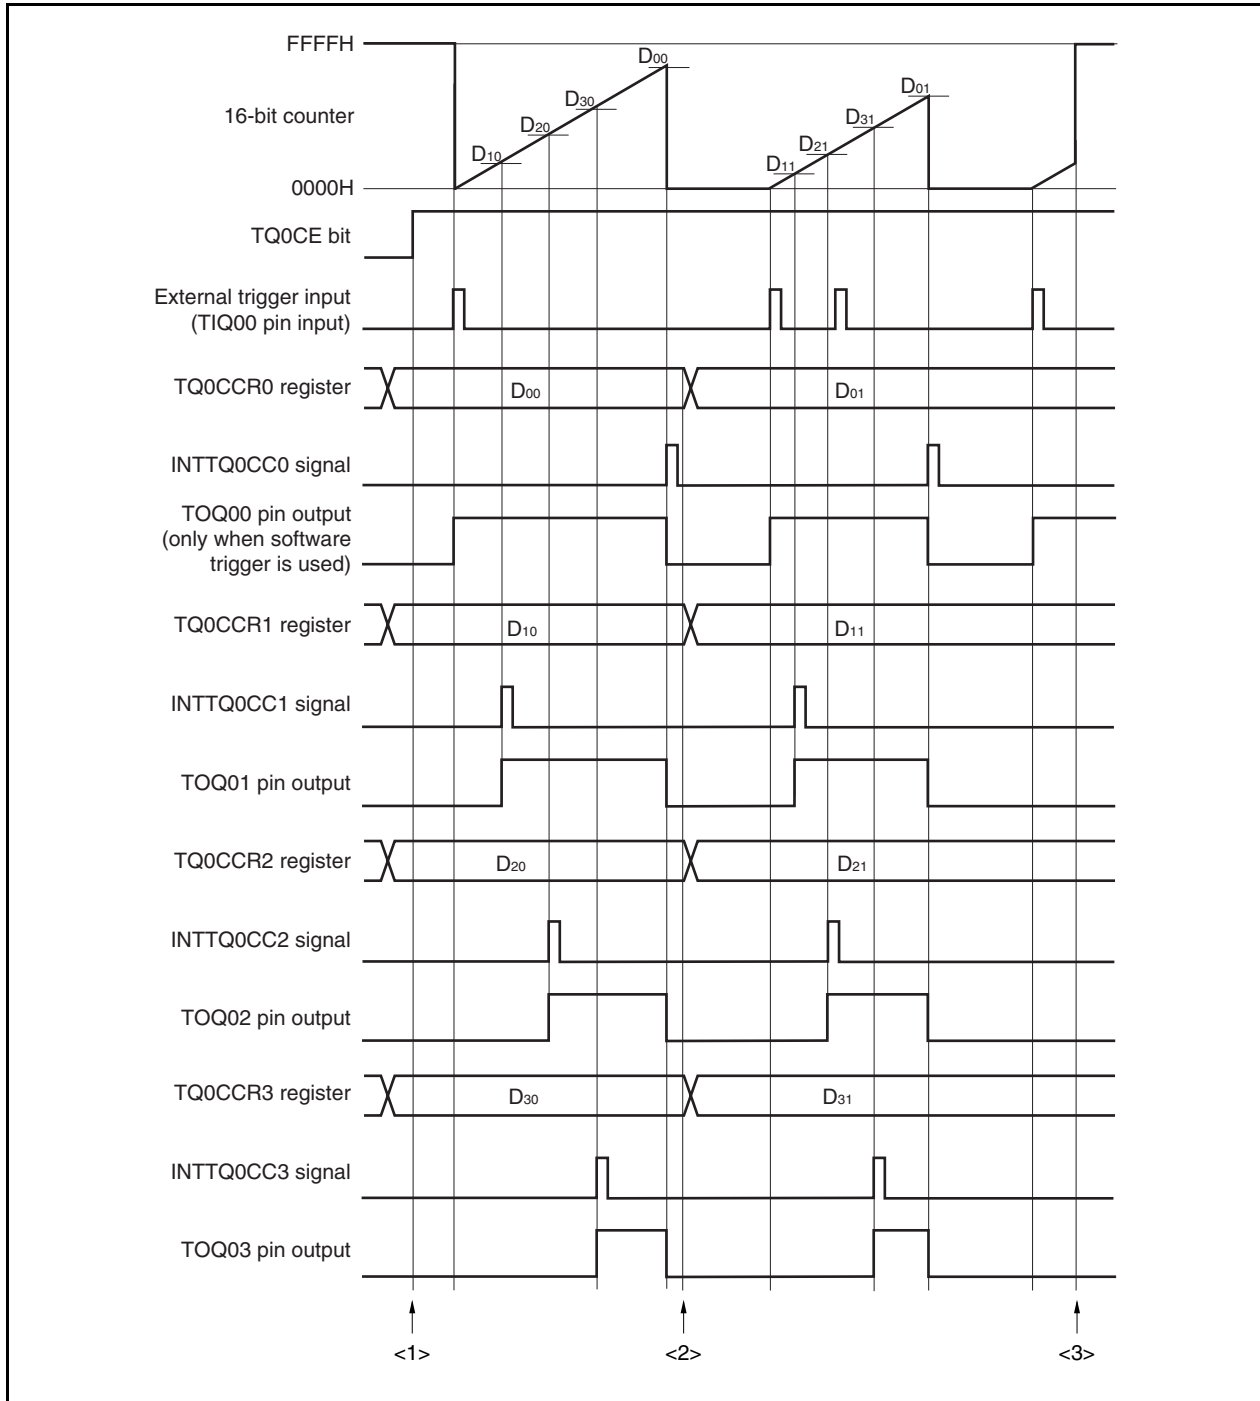 FFFFH
D00
D30
D01
16-bit counter
D20
D31
D10
D21
D11
0000H
TQ0CE bit
External trigger input
(TIQ00 pin input)
TQ0CCR0 register
D00
D01
INTTQ0CC0 signal
TOQ00 pin output
(only when software
trigger is used)
TQ0CCR1 register
D10
D11
INTTQ0CC1 signal
TOQ01 pin output
TQ0CCR2 register
D20
D21
INTTQ0CC2 signal
TOQ02 pin output
TQ0CCR3 register
D30
D31
INTTQ0CC3 signal
TOQ03 pin output
<1>
<2>
<3>